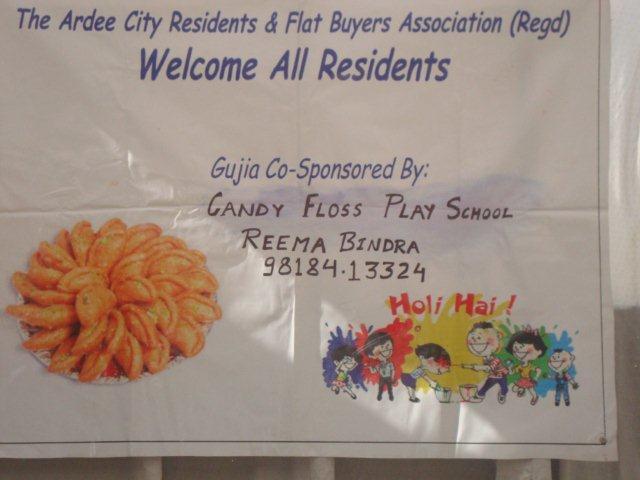 The Ardee City Residents & Flat Buyers Association (Regd)
Welcome All Residents
Gujia Co-Sponsored By:
CANDY FLOSS PLAY SCHOOL
REEMA BINDRA
98184.13324
Holi Hai !